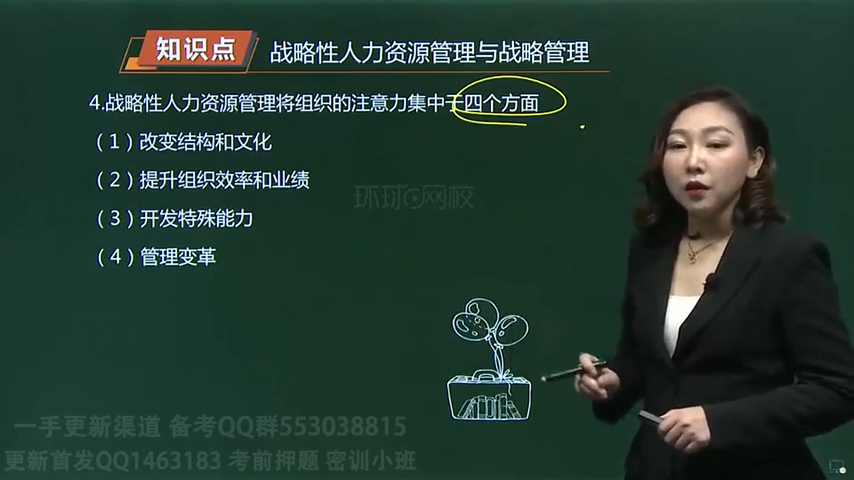 知识点 战略性人力资源管理与战略管理
4.战略性人力资源管理将组织的注意力集中于四个方面
（1）改变结构和文化
（2）提升组织效率和业绩
（3）开发特殊能力
（4）管理变革
环球网校
一手更新渠道 备考QQ群553038815
更新首发QQ1463183 考前押题 密训小班